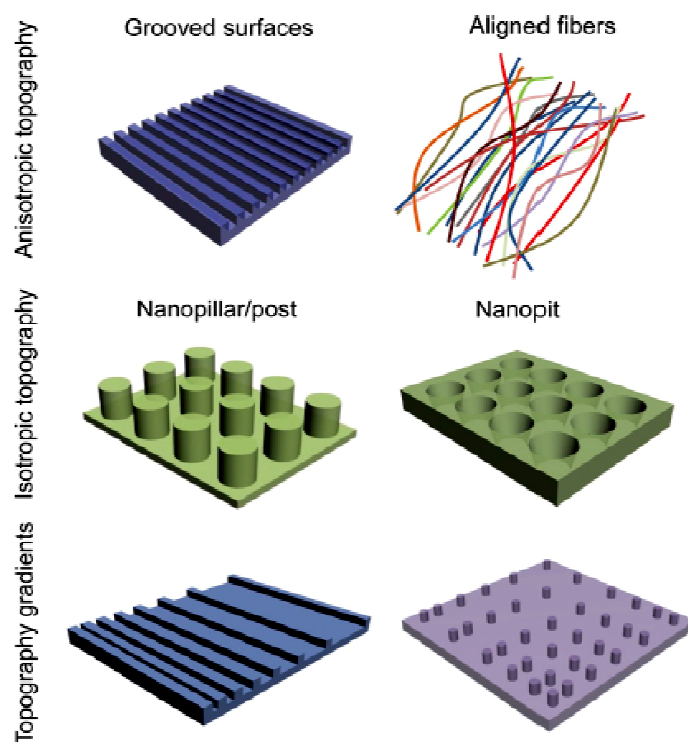 Grooved surfaces
Aligned fibers
Anisotropic topography
Nanopillar/post
Nanopit
Isotropic topography
Topography gradients